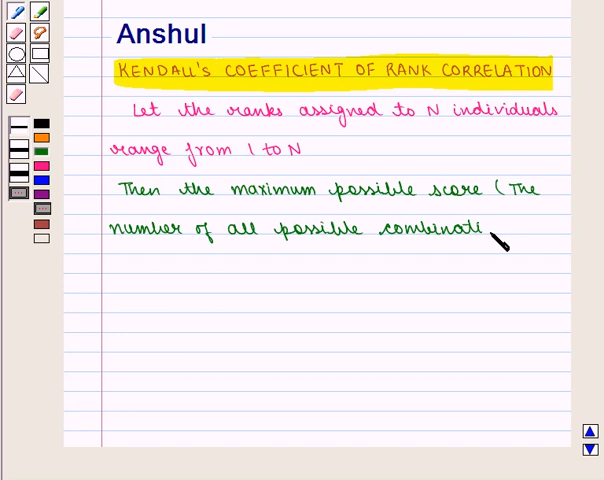 Anshul
KENDALL'S COEFFICIENT OF RANK CORRELATION
Let the ranks assigned to N individuals
range from 1 to N
Then the maximum possible score (The
number of all possible combinati